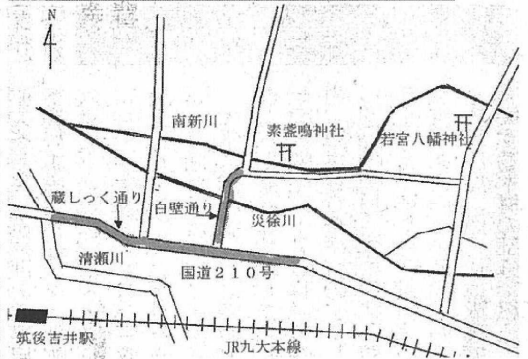 N
南新川
素盞嗚神社
若宮八幡神社
蔵しっく通り
白壁通り
災徐川
清瀬川
国道210号
筑後吉井駅
JR九大本線